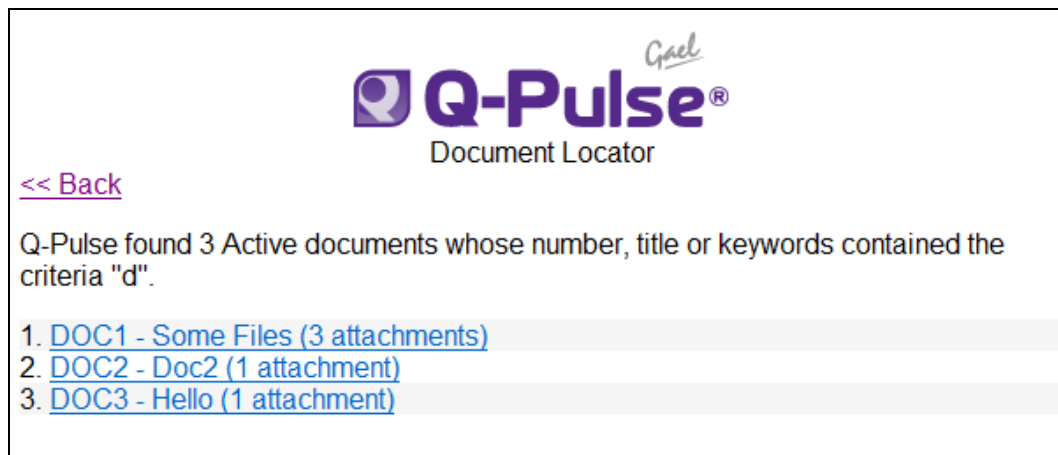 Gael
Q-Pulse®
Document Locator
<< Back
Q-Pulse found 3 Active documents whose number, title or keywords contained the
criteria "d".
1. DOC1 - Some Files (3 attachments)
2. DOC2 - Doc2 (1 attachment)
3. DOC3 - Hello (1 attachment)